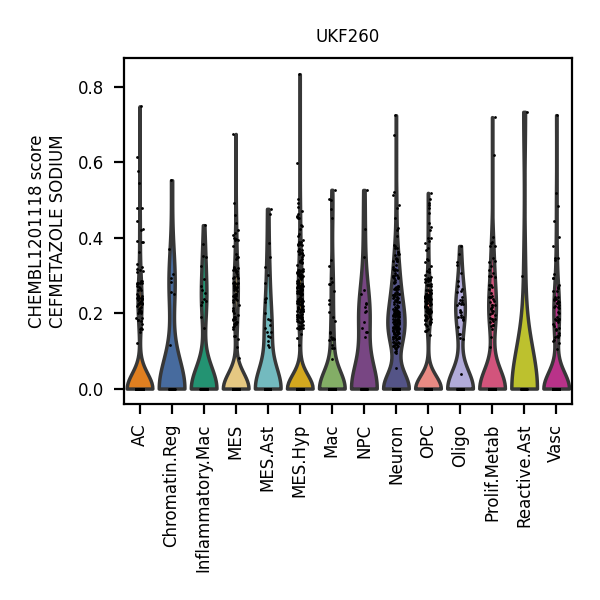 UKF260
CHEMBL1201118 score
CEFMETAZOLE SODIUM
0.8
0.6
0.4
0.2
0.0
AC
Chromatin.Reg
Inflammatory.Mac
MES
MES.Ast
MES.Hyp
Mac
NPC
Neuron
OPC
Oligo
Prolif.Metab
Reactive.Ast
Vasc